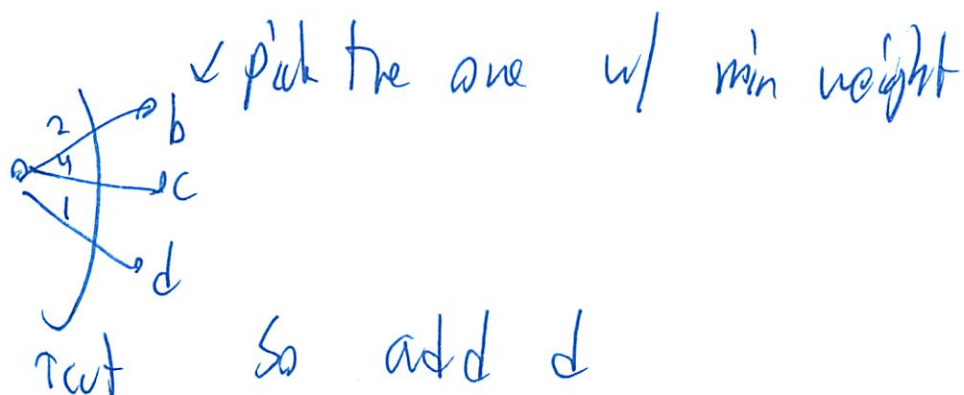 ✓ pick the one w/ min weight
2
b
4
c
1
d
↑cut
So add d